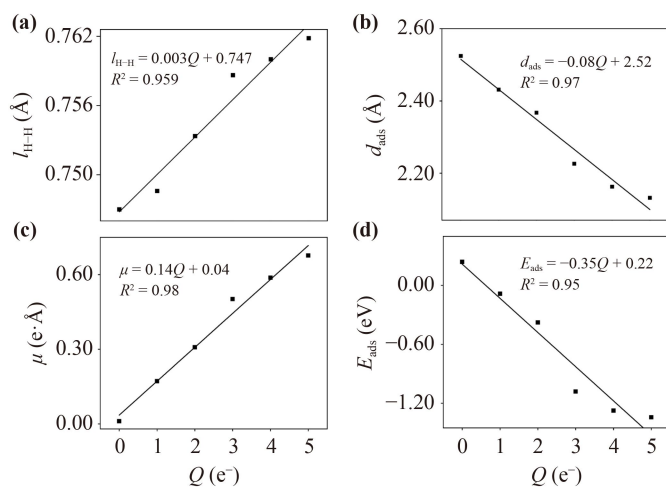 (a)
0.762
0.756
0.750
l_H–H (Å)
l_H–H = 0.003Q + 0.747
R² = 0.959
(b)
2.60
2.40
2.20
d_ads (Å)
d_ads = −0.08Q + 2.52
R² = 0.97
(c)
0.60
0.30
0.00
μ (e·Å)
μ = 0.14Q + 0.04
R² = 0.98
0 1 2 3 4 5
Q (e⁻)
(d)
0.00
−0.60
−1.20
E_ads (eV)
E_ads = −0.35Q + 0.22
R² = 0.95
0 1 2 3 4 5
Q (e⁻)